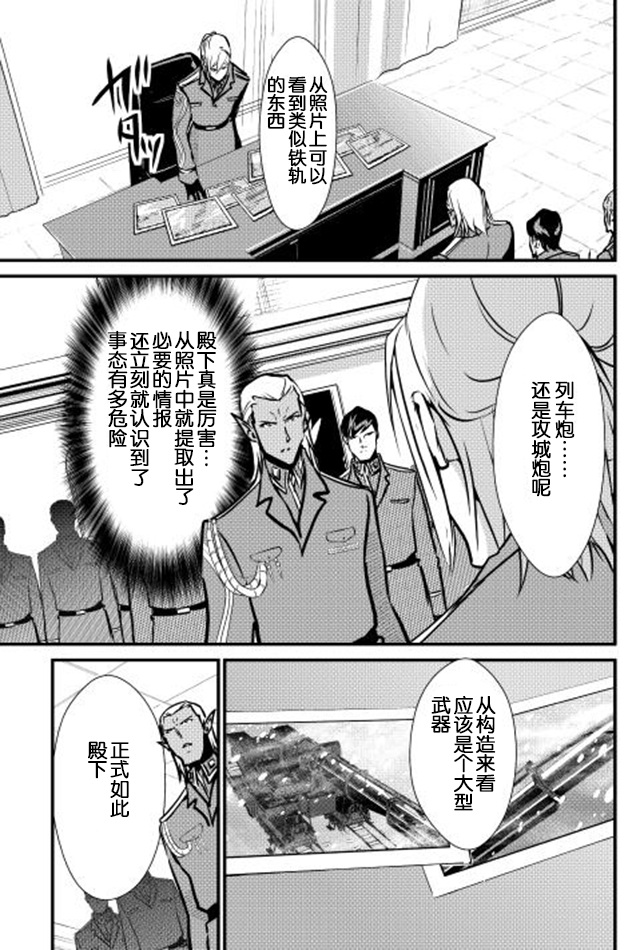 从照片上可以
看到类似铁轨
的东西
列车炮……
还是攻城炮呢
殿下真是厉害…
从照片中就提取出了
必要的情报
还立刻就认识到了
事态有多危险
从构造来看
应该是个大型
武器
正式如此
殿下